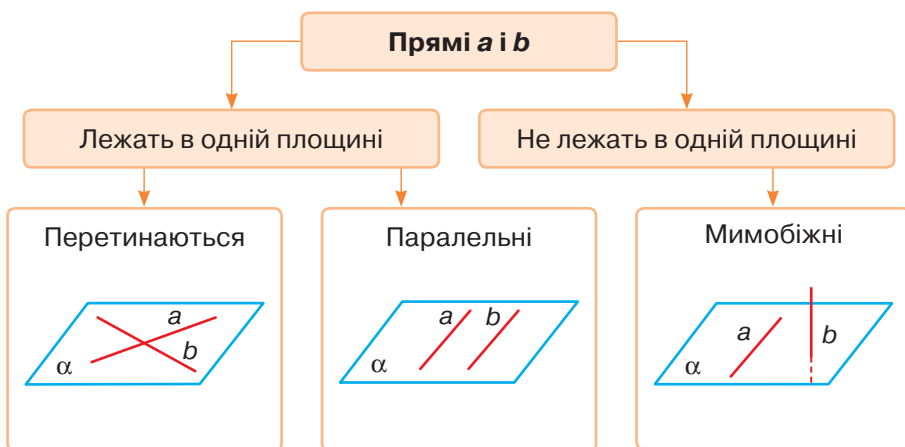 Прямі a і b
Лежать в одній площині
Не лежать в одній площині
Перетинаються
a
b
α
Паралельні
a b
α
Мимобіжні
a
b
α